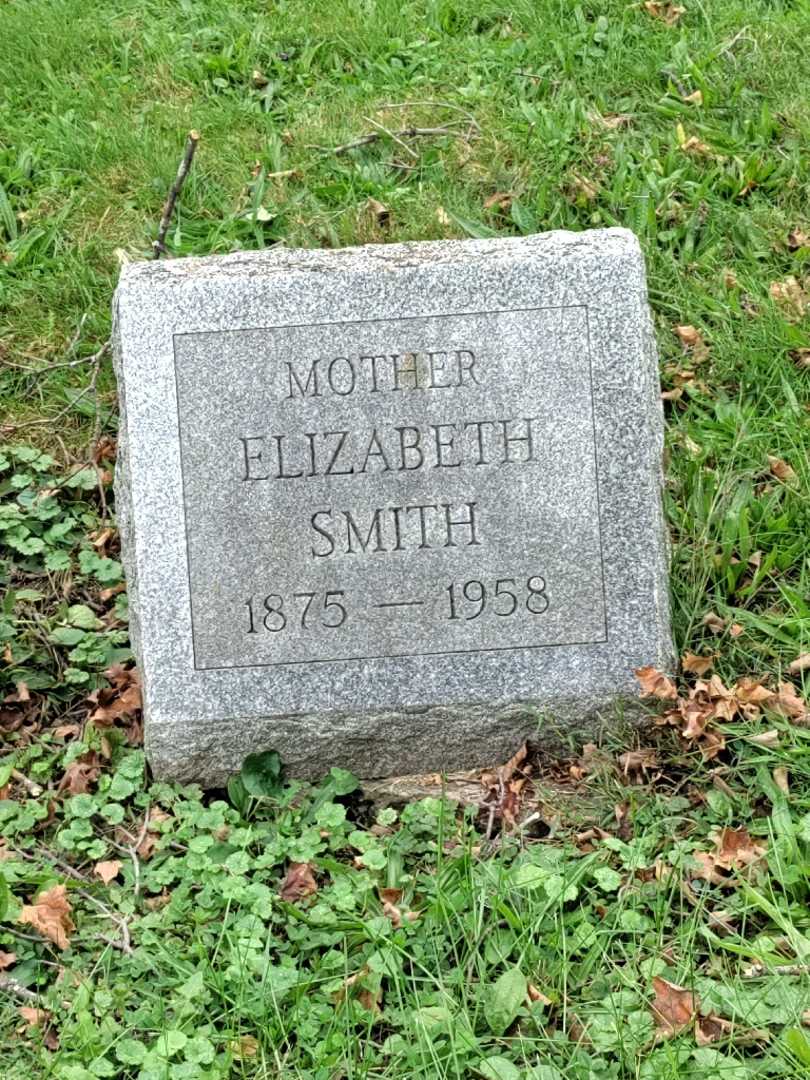 MOTHER
ELIZABETH
SMITH
1875 — 1958